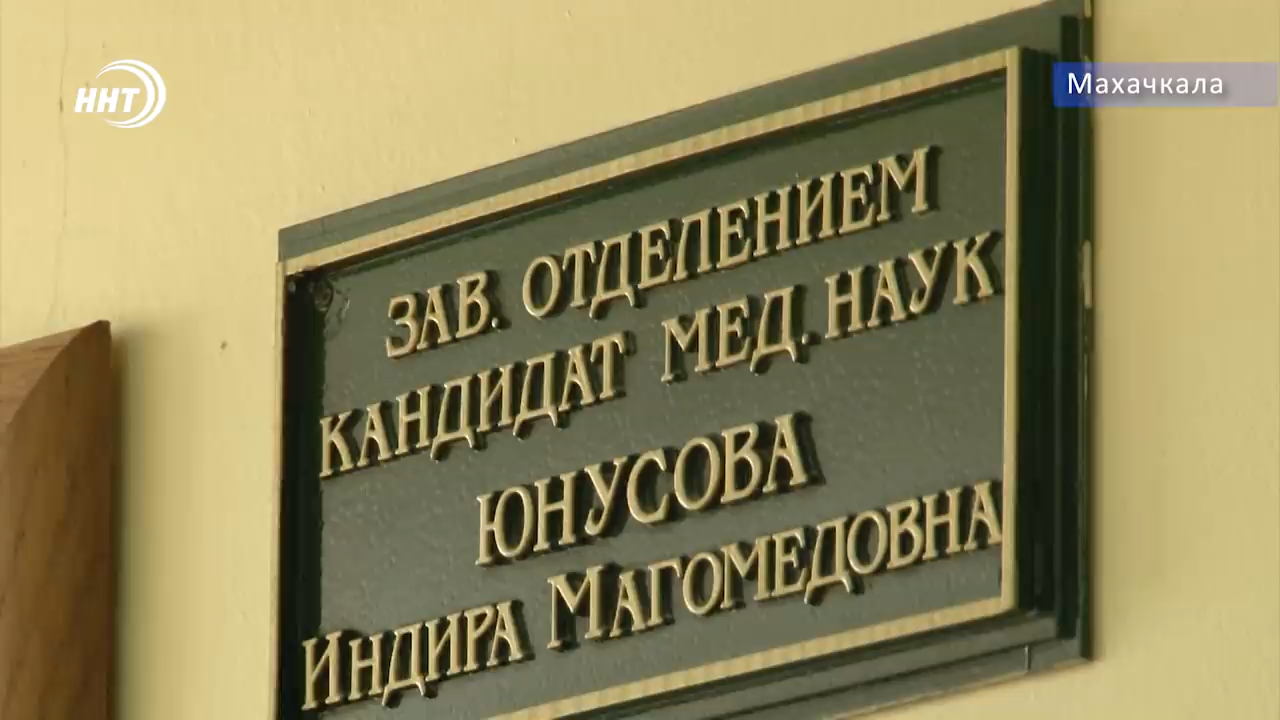 ННТ
Махачкала
ЗАВ. ОТДЕЛЕНИЕМ
КАНДИДАТ МЕД. НАУК
ЮНУСОВА
ИНДИРА МАГОМЕДОВНА